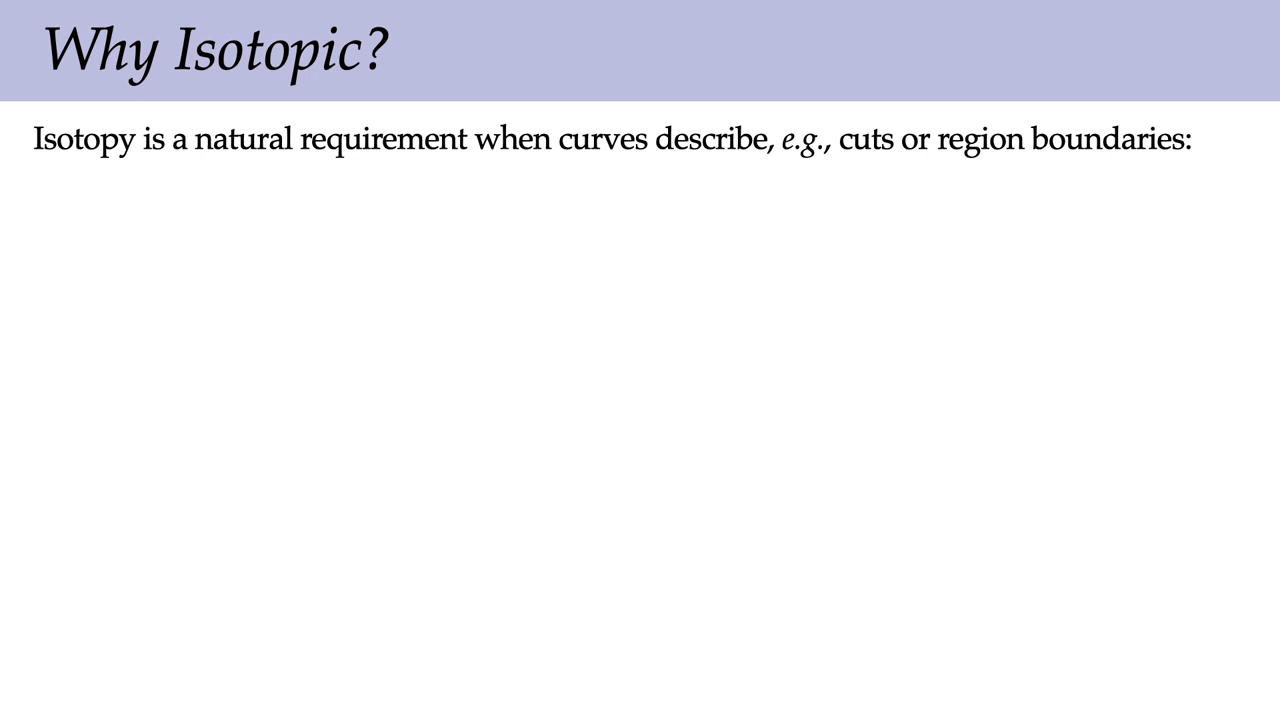 Why Isotopic?
Isotopy is a natural requirement when curves describe, e.g., cuts or region boundaries: